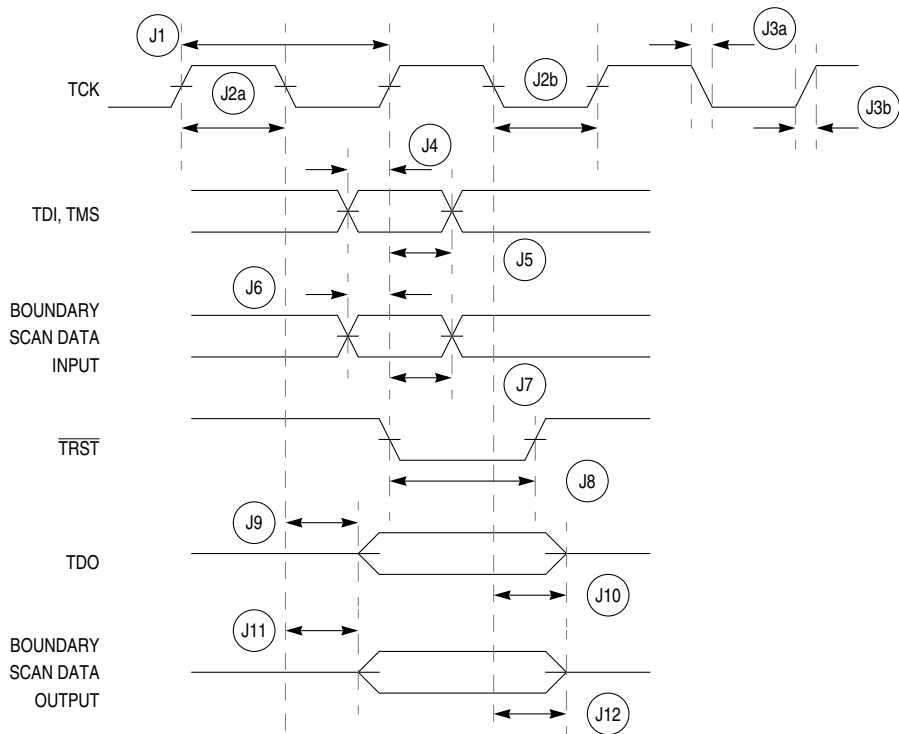 J1
J3a
TCK
J2a
J2b
J3b
J4
TDI, TMS
J5
J6
BOUNDARY
SCAN DATA
INPUT
J7
TRST
J8
J9
TDO
J10
J11
BOUNDARY
SCAN DATA
OUTPUT
J12